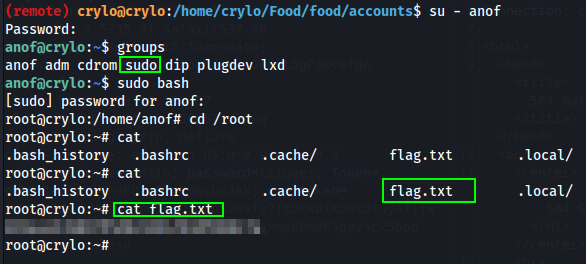 (remote) crylo@crylo:/home/crylo/Food/food/accounts$ su - anof
Password:
anof@crylo:~$ groups
anof adm cdrom sudo dip plugdev lxd
anof@crylo:~$ sudo bash
[sudo] password for anof:
root@crylo:/home/anof# cd /root
root@crylo:~# cat
.bash_history .bashrc .cache/ flag.txt .local/
root@crylo:~# cat
.bash_history .bashrc .cache/ flag.txt .local/
root@crylo:~# cat flag.txt
root@crylo:~#